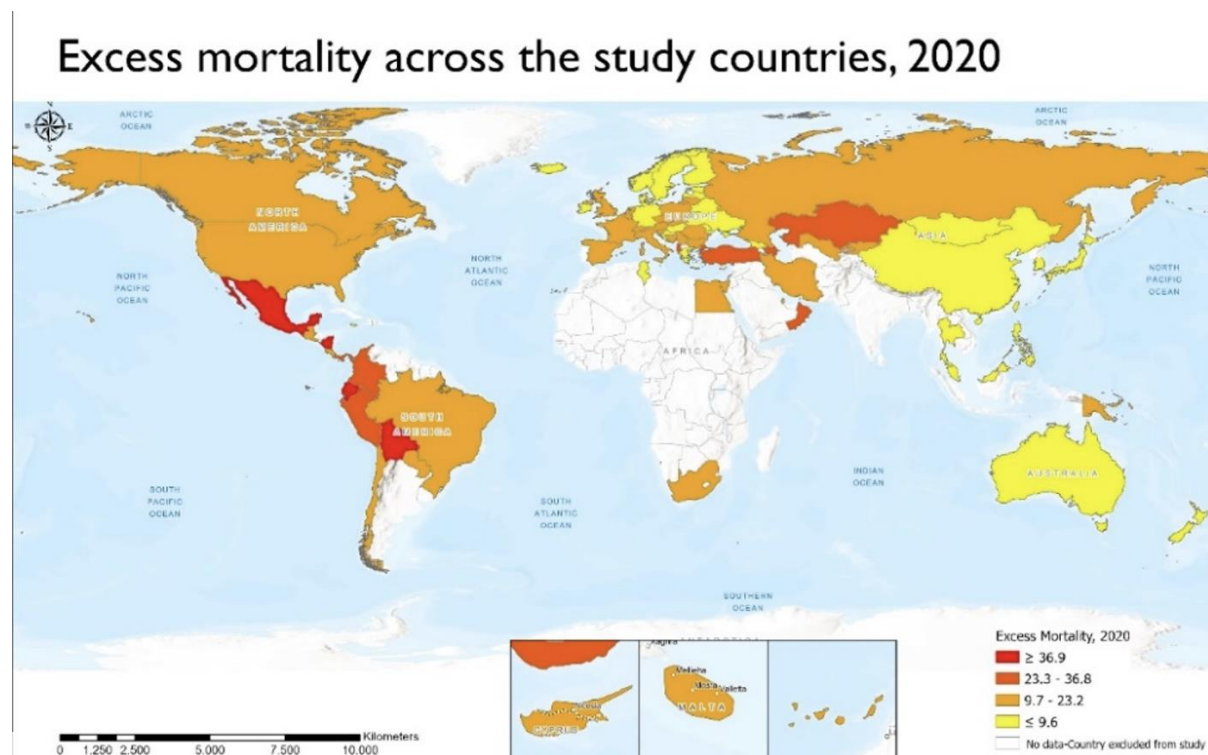 Excess mortality across the study countries, 2020
ARCTIC
OCEAN
ARCTIC
OCEAN
N
E
S
NORTH
AMERICA
EUROPE
ASIA
NORTH
PACIFIC
OCEAN
NORTH
ATLANTIC
OCEAN
NORTH
PACIFIC
OCEAN
AFRICA
SOUTH
AMERICA
SOUTH
PACIFIC
OCEAN
SOUTH
ATLANTIC
OCEAN
INDIAN
OCEAN
AUSTRALIA
SOUTHERN
OCEAN
Mellieha
Mosta
Valletta
MALTA
CYPRUS
Excess Mortality, 2020
≥ 36.9
23.3 - 36.8
9.7 - 23.2
≤ 9.6
No data-Country excluded from study
Kilometers
0 1.250 2.500 5.000 7.500 10.000